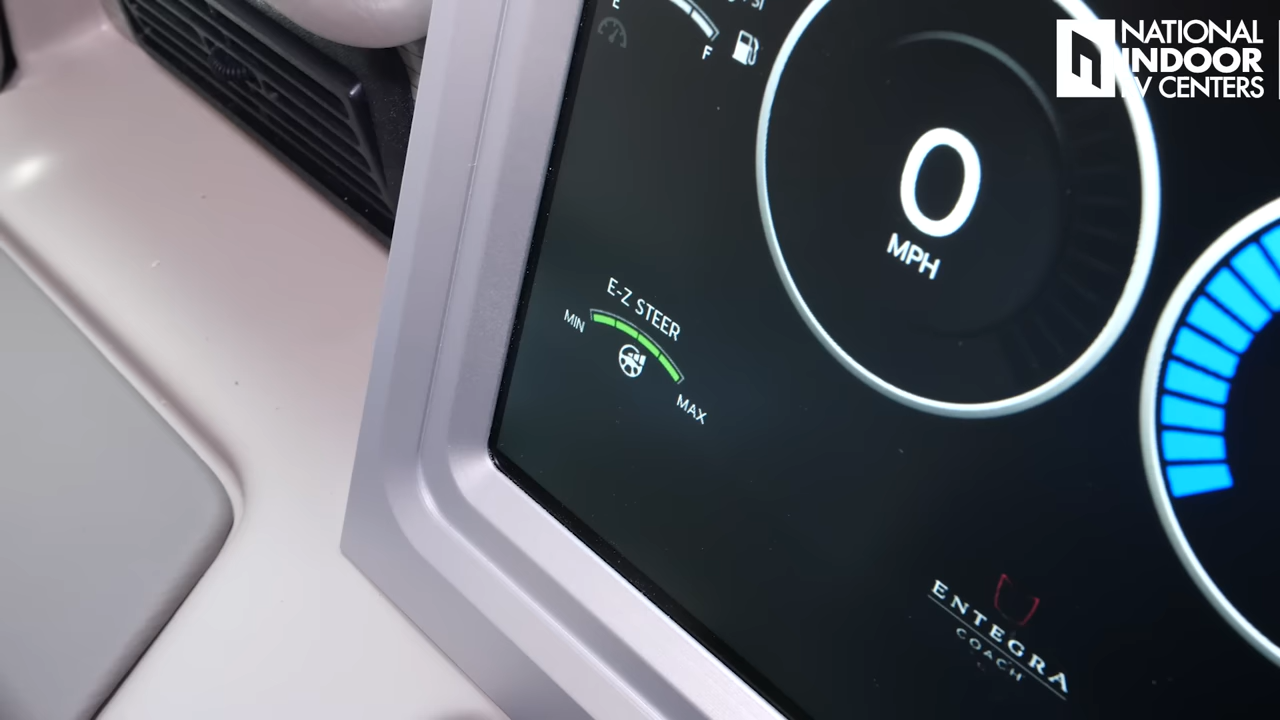 NATIONAL
INDOOR
RV CENTERS
E
F
0
MPH
E-Z STEER
MIN
MAX
ENTEGRA
COACH